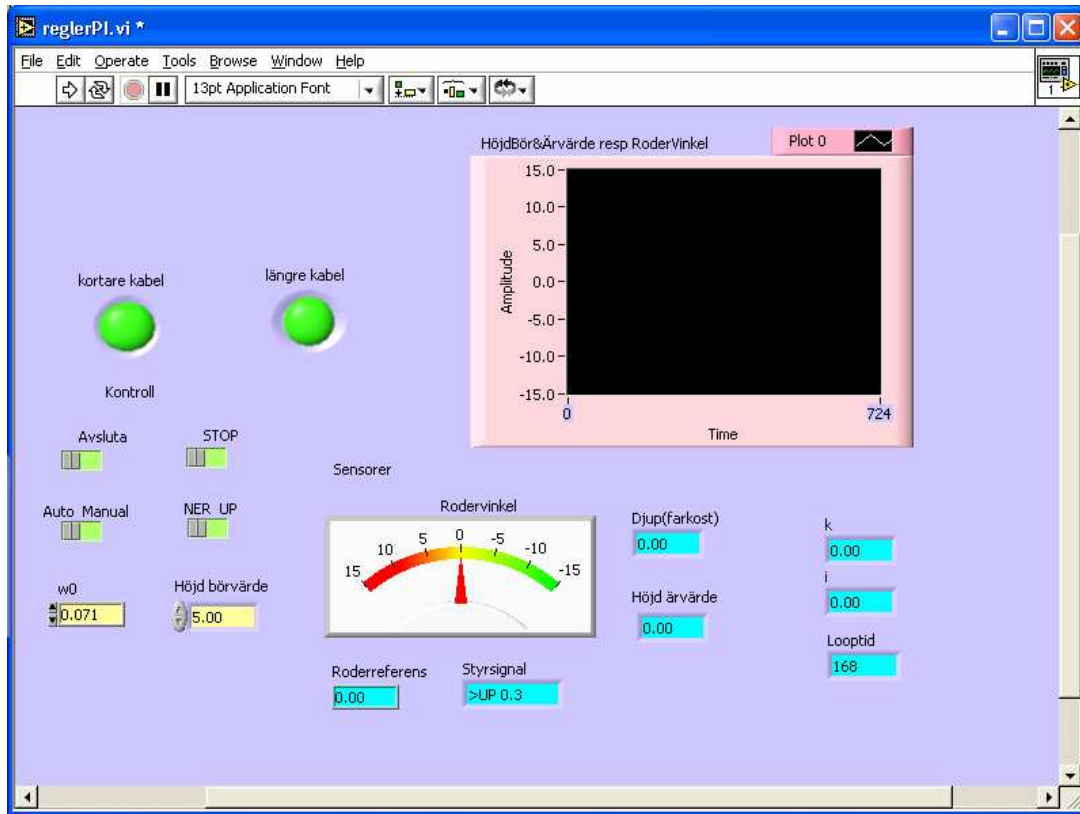 reglerPI.vi *
File Edit Operate Tools Browse Window Help
13pt Application Font
1
HöjdBör&Ärvärde resp RoderVinkel
Plot 0
15.0
10.0
5.0
0.0
-5.0
-10.0
-15.0
Amplitude
0
724
Time
kortare kabel
längre kabel
Kontroll
Avsluta
STOP
Auto Manual
NER UP
w0
0.071
Höjd börvärde
5.00
Sensorer
Rodervinkel
15
10
5
0
-5
-10
-15
Roderreferens
0.00
Styrsignal
>UP 0.3
Djup(farkost)
0.00
Höjd ärvärde
0.00
k
0.00
i
0.00
Looptid
168